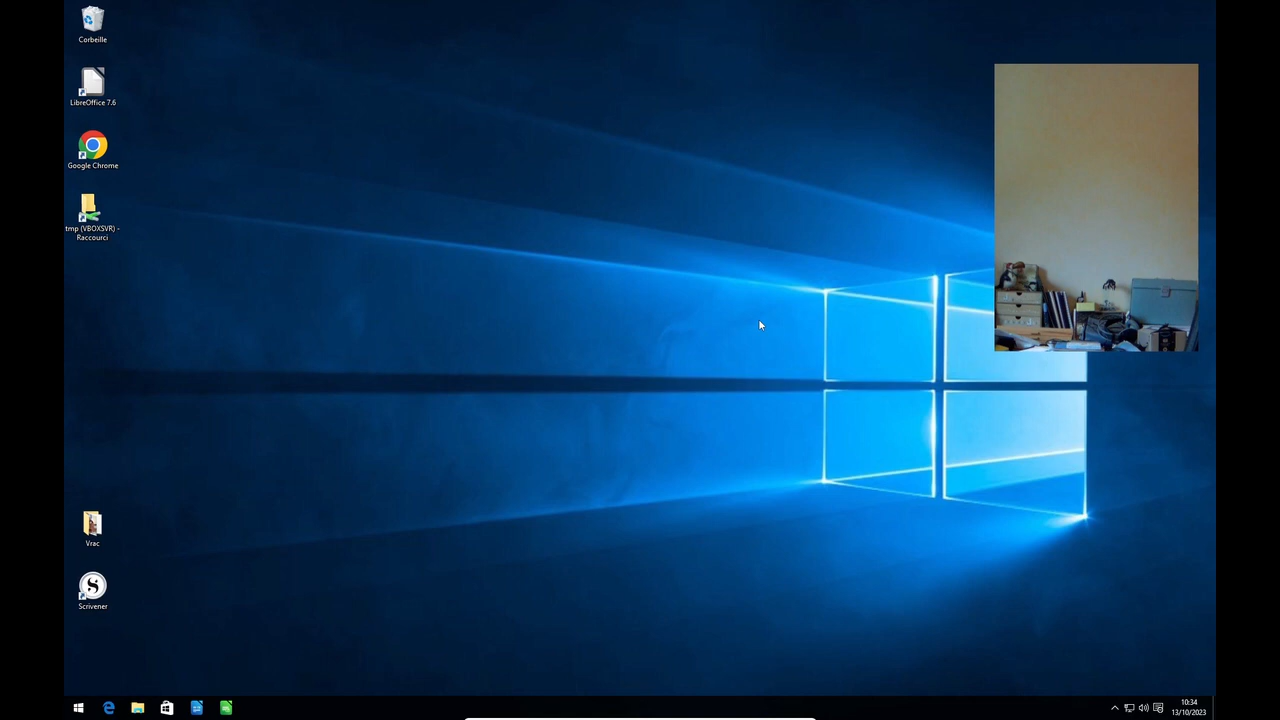 Corbeille
LibreOffice 7.6
Google Chrome
tmp (VBOXSVR) -
Raccourci
Vrac
Scrivener
10:34
13/10/2023